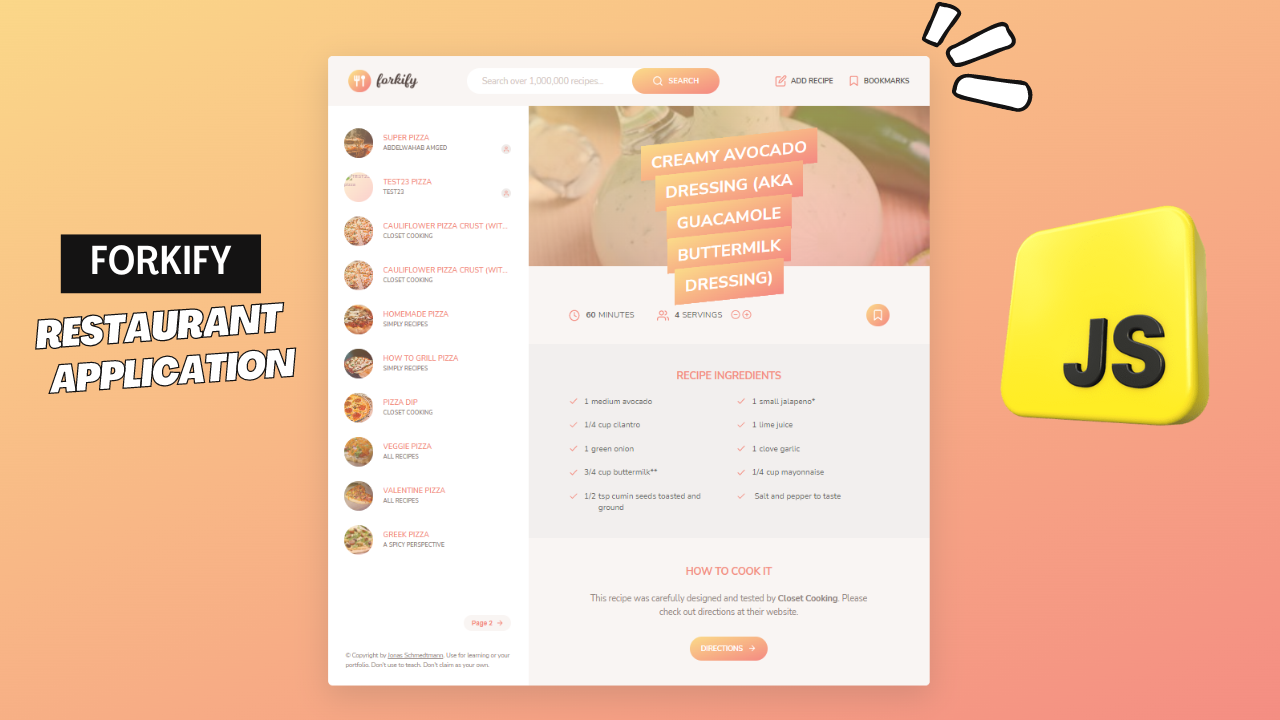 FORKIFY
RESTAURANT
APPLICATION
forkify
Search over 1,000,000 recipes...
SEARCH
ADD RECIPE
BOOKMARKS
SUPER PIZZA
ABDELWAHAB AMGED
TEST23 PIZZA
TEST23
CAULIFLOWER PIZZA CRUST (WIT...
CLOSET COOKING
CAULIFLOWER PIZZA CRUST (WIT...
CLOSET COOKING
HOMEMADE PIZZA
SIMPLY RECIPES
HOW TO GRILL PIZZA
SIMPLY RECIPES
PIZZA DIP
CLOSET COOKING
VEGGIE PIZZA
ALL RECIPES
VALENTINE PIZZA
ALL RECIPES
GREEK PIZZA
A SPICY PERSPECTIVE
Page 2
© Copyright by Jonas Schmedtmann. Use for learning or your
portfolio. Don't use to teach. Don't claim as your own.
CREAMY AVOCADO
DRESSING (AKA
GUACAMOLE
BUTTERMILK
DRESSING)
60 MINUTES
4 SERVINGS
RECIPE INGREDIENTS
1 medium avocado
1 small jalapeno*
1/4 cup cilantro
1 lime juice
1 green onion
1 clove garlic
3/4 cup buttermilk**
1/4 cup mayonnaise
1/2 tsp cumin seeds toasted and
ground
Salt and pepper to taste
HOW TO COOK IT
This recipe was carefully designed and tested by Closet Cooking. Please
check out directions at their website.
DIRECTIONS
JS